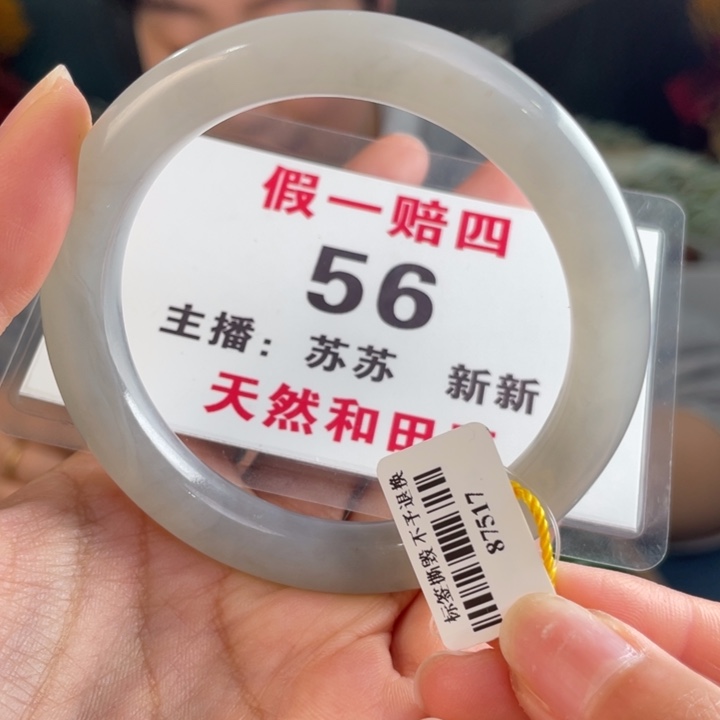 假一赔四
56
主播: 苏苏 新新
天然和田
标签撕毁 不予退换
87517